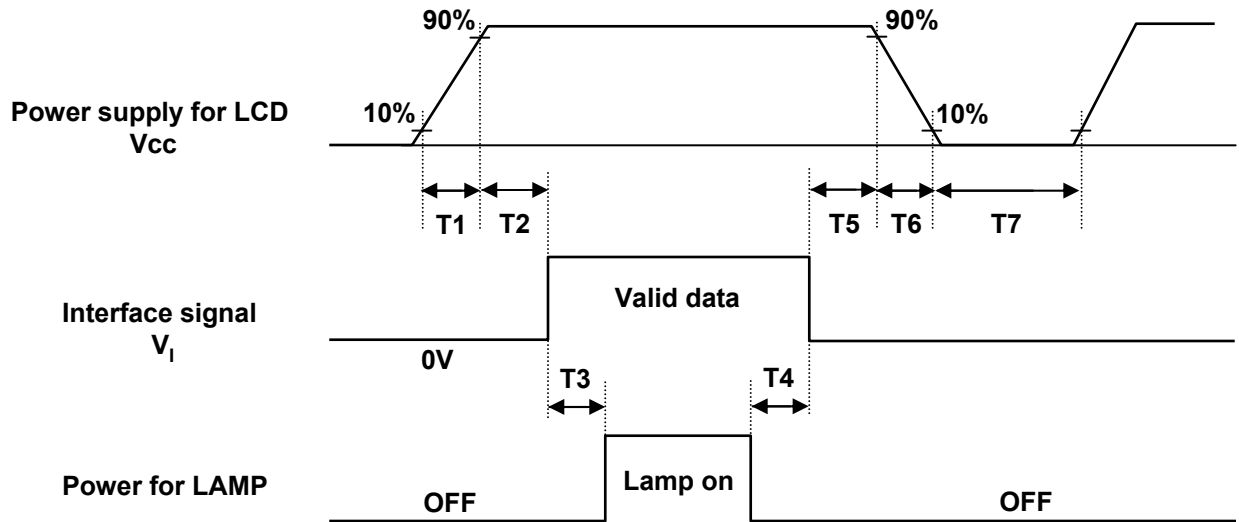 90%
90%
Power supply for LCD
Vcc
10%
10%
T1
T2
T5
T6
T7
Interface signal
VI
Valid data
0V
T3
T4
Power for LAMP
OFF
Lamp on
OFF